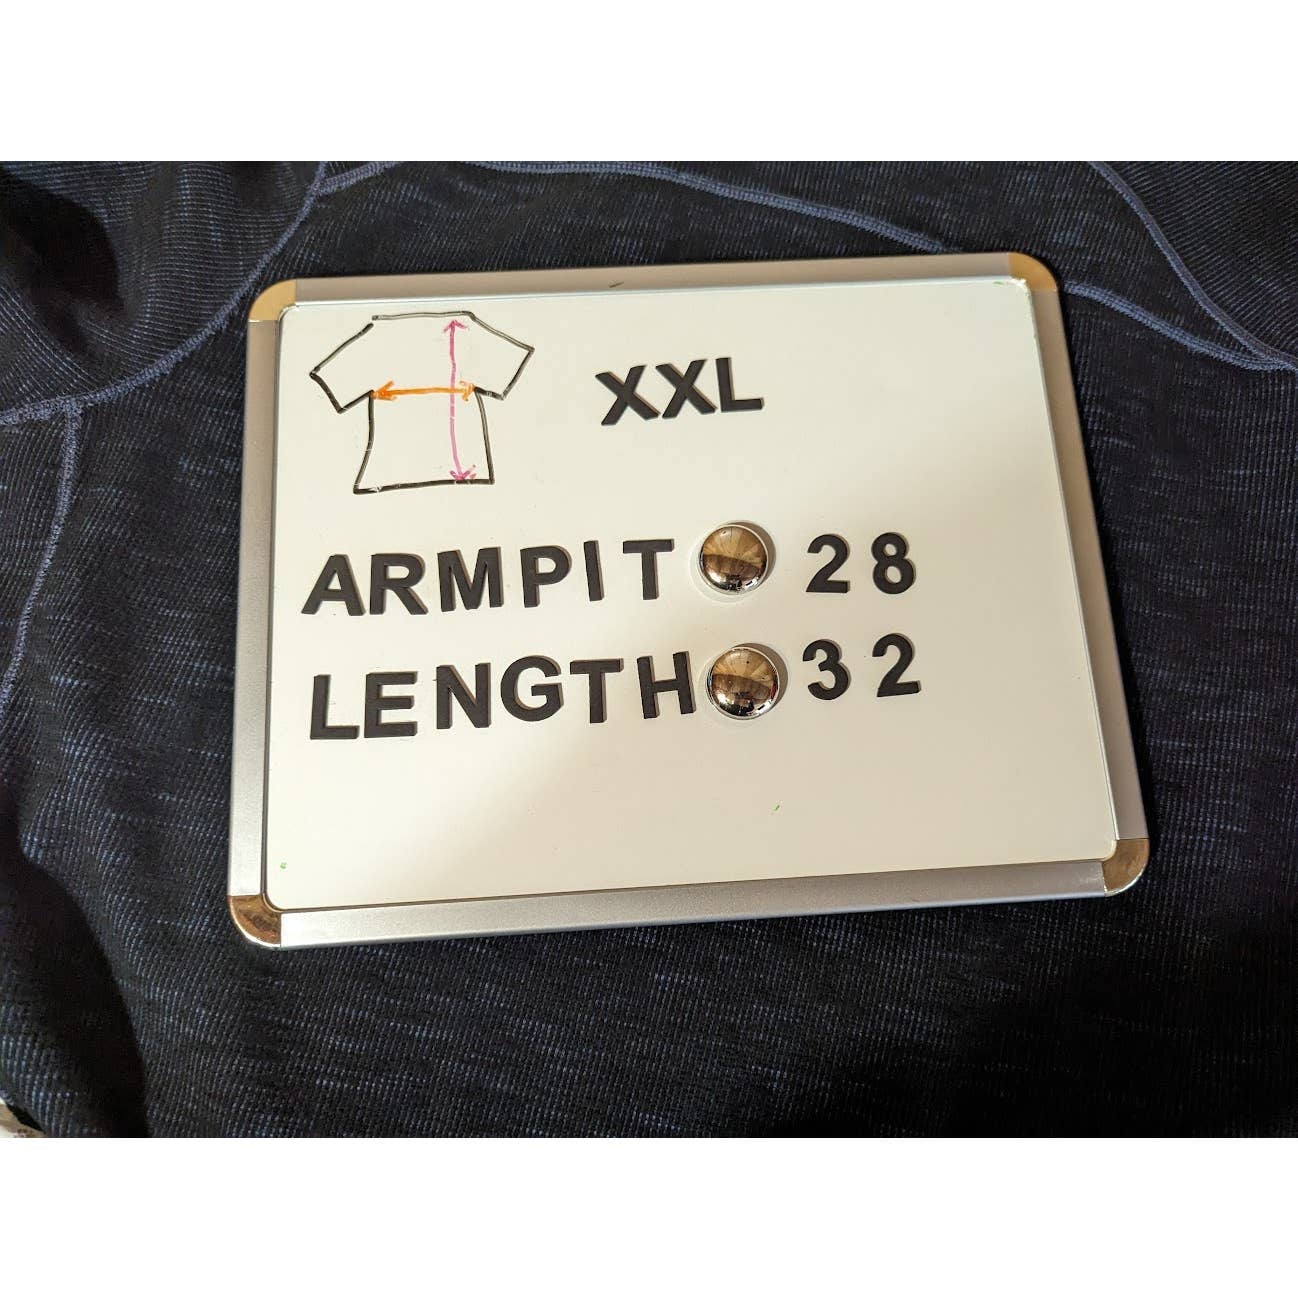 XXL
ARMPIT 28
LENGTH 32